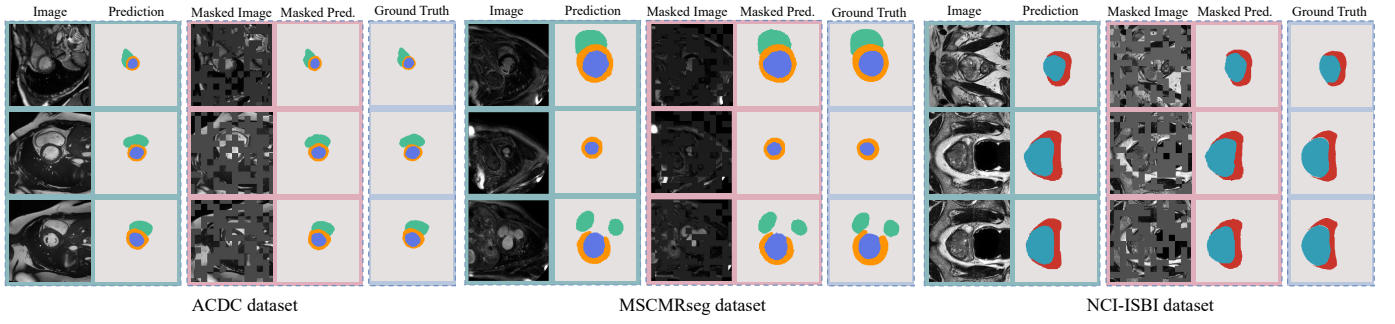 Image Prediction Masked Image Masked Pred. Ground Truth Image Prediction Masked Image Masked Pred. Ground Truth Image Prediction Masked Image Masked Pred. Ground Truth
ACDC dataset MSCMRseg dataset NCI-ISBI dataset